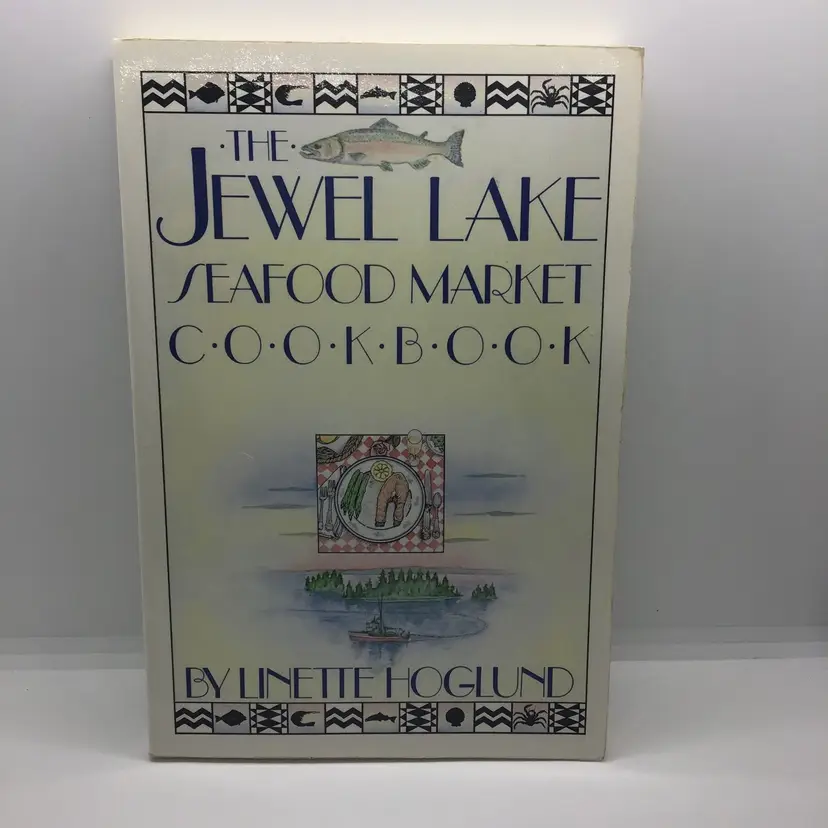 ·THE·
JEWEL LAKE
SEAFOOD MARKET
C·O·O·K·B·O·O·K
BY LINETTE HOGLUND